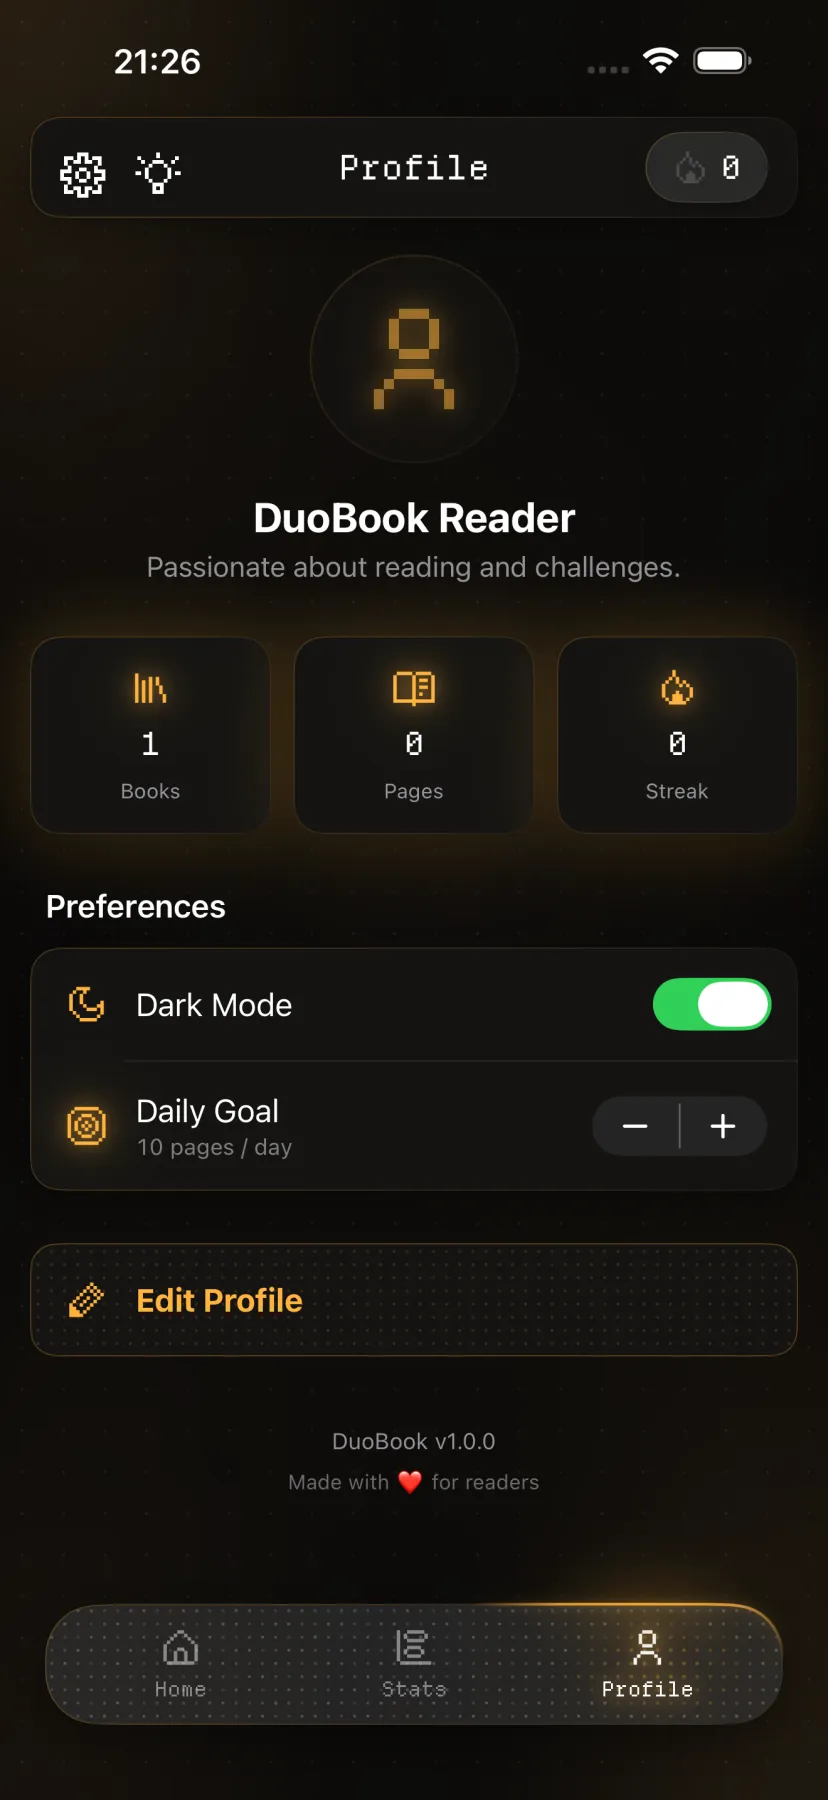 21:26
Profile
0
DuoBook Reader
Passionate about reading and challenges.
1
Books
0
Pages
0
Streak
Preferences
Dark Mode
Daily Goal
10 pages / day
Edit Profile
DuoBook v1.0.0
Made with ❤️ for readers
Home
Stats
Profile